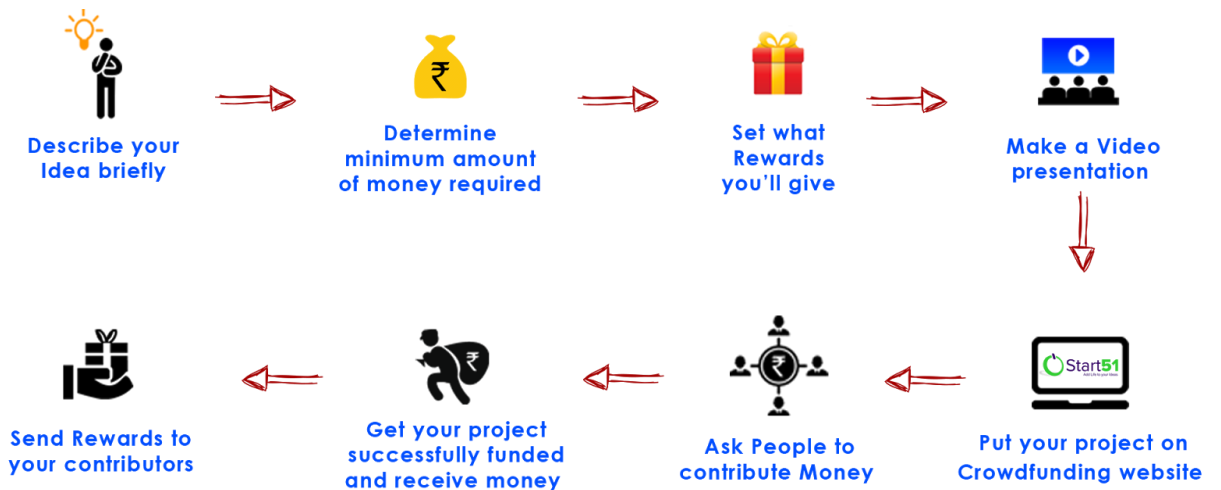 ₹
Describe your
Idea briefly
Determine
minimum amount
of money required
Set what
Rewards
you'll give
Make a Video
presentation
Start51
Put your project on
Crowdfunding website
₹
Ask People to
contribute Money
₹
Get your project
successfully funded
and receive money
Send Rewards to
your contributors